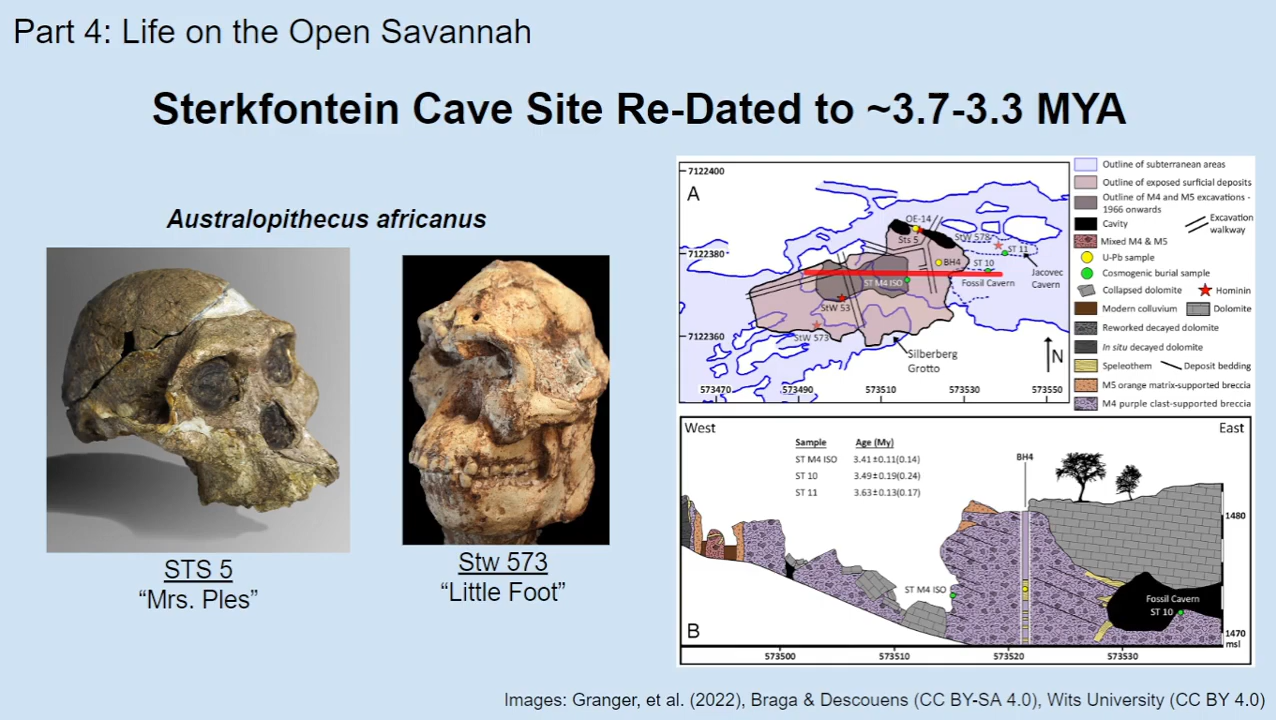 Part 4: Life on the Open Savannah
Sterkfontein Cave Site Re-Dated to ~3.7-3.3 MYA
Australopithecus africanus
STS 5
“Mrs. Ples”
Stw 573
“Little Foot”
7122400
7122380
7122360
A
OE-14
Sts 5
StW 578
ST 11
BH4
ST 10
Jacovec
Cavern
ST M4 ISO
Fossil Cavern
StW 53
StW 573
Silberberg
Grotto
N
573470
573490
573510
573530
573550
Outline of subterranean areas
Outline of exposed surficial deposits
Outline of M4 and M5 excavations -
1966 onwards
Cavity
Excavation
walkway
Mixed M4 & M5
U-Pb sample
Cosmogenic burial sample
Collapsed dolomite
Hominin
Modern colluvium
Dolomite
Reworked decayed dolomite
In situ decayed dolomite
Speleothem
Deposit bedding
M5 orange matrix-supported breccia
M4 purple clast-supported breccia
West
East
Sample Age (My)
ST M4 ISO 3.41±0.11(0.14)
ST 10 3.49±0.19(0.24)
ST 11 3.63±0.13(0.17)
BH4
1480
ST M4 ISO
Fossil Cavern
ST 10
B
1470
msl
573500
573510
573520
573530
Images: Granger, et al. (2022), Braga & Descouens (CC BY-SA 4.0), Wits University (CC BY 4.0)